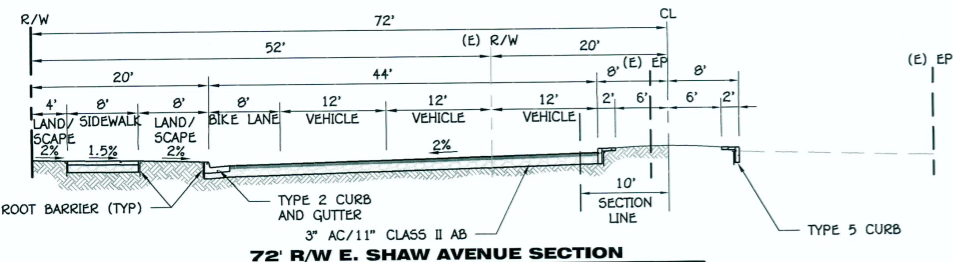 R/W
CL
72'
(E) R/W
52'
20'
(E) EP
(E) EP
20'
44'
8'
8'
4'
8'
8'
8'
12'
12'
12'
2'
6'
6'
2'
LAND/
SCAPE
SIDEWALK
LAND/
SCAPE
BIKE LANE
VEHICLE
VEHICLE
VEHICLE
2%
1.5%
2%
2%
10'
SECTION
LINE
ROOT BARRIER (TYP)
TYPE 2 CURB
AND GUTTER
3" AC/11" CLASS II AB
TYPE 5 CURB
72' R/W E. SHAW AVENUE SECTION